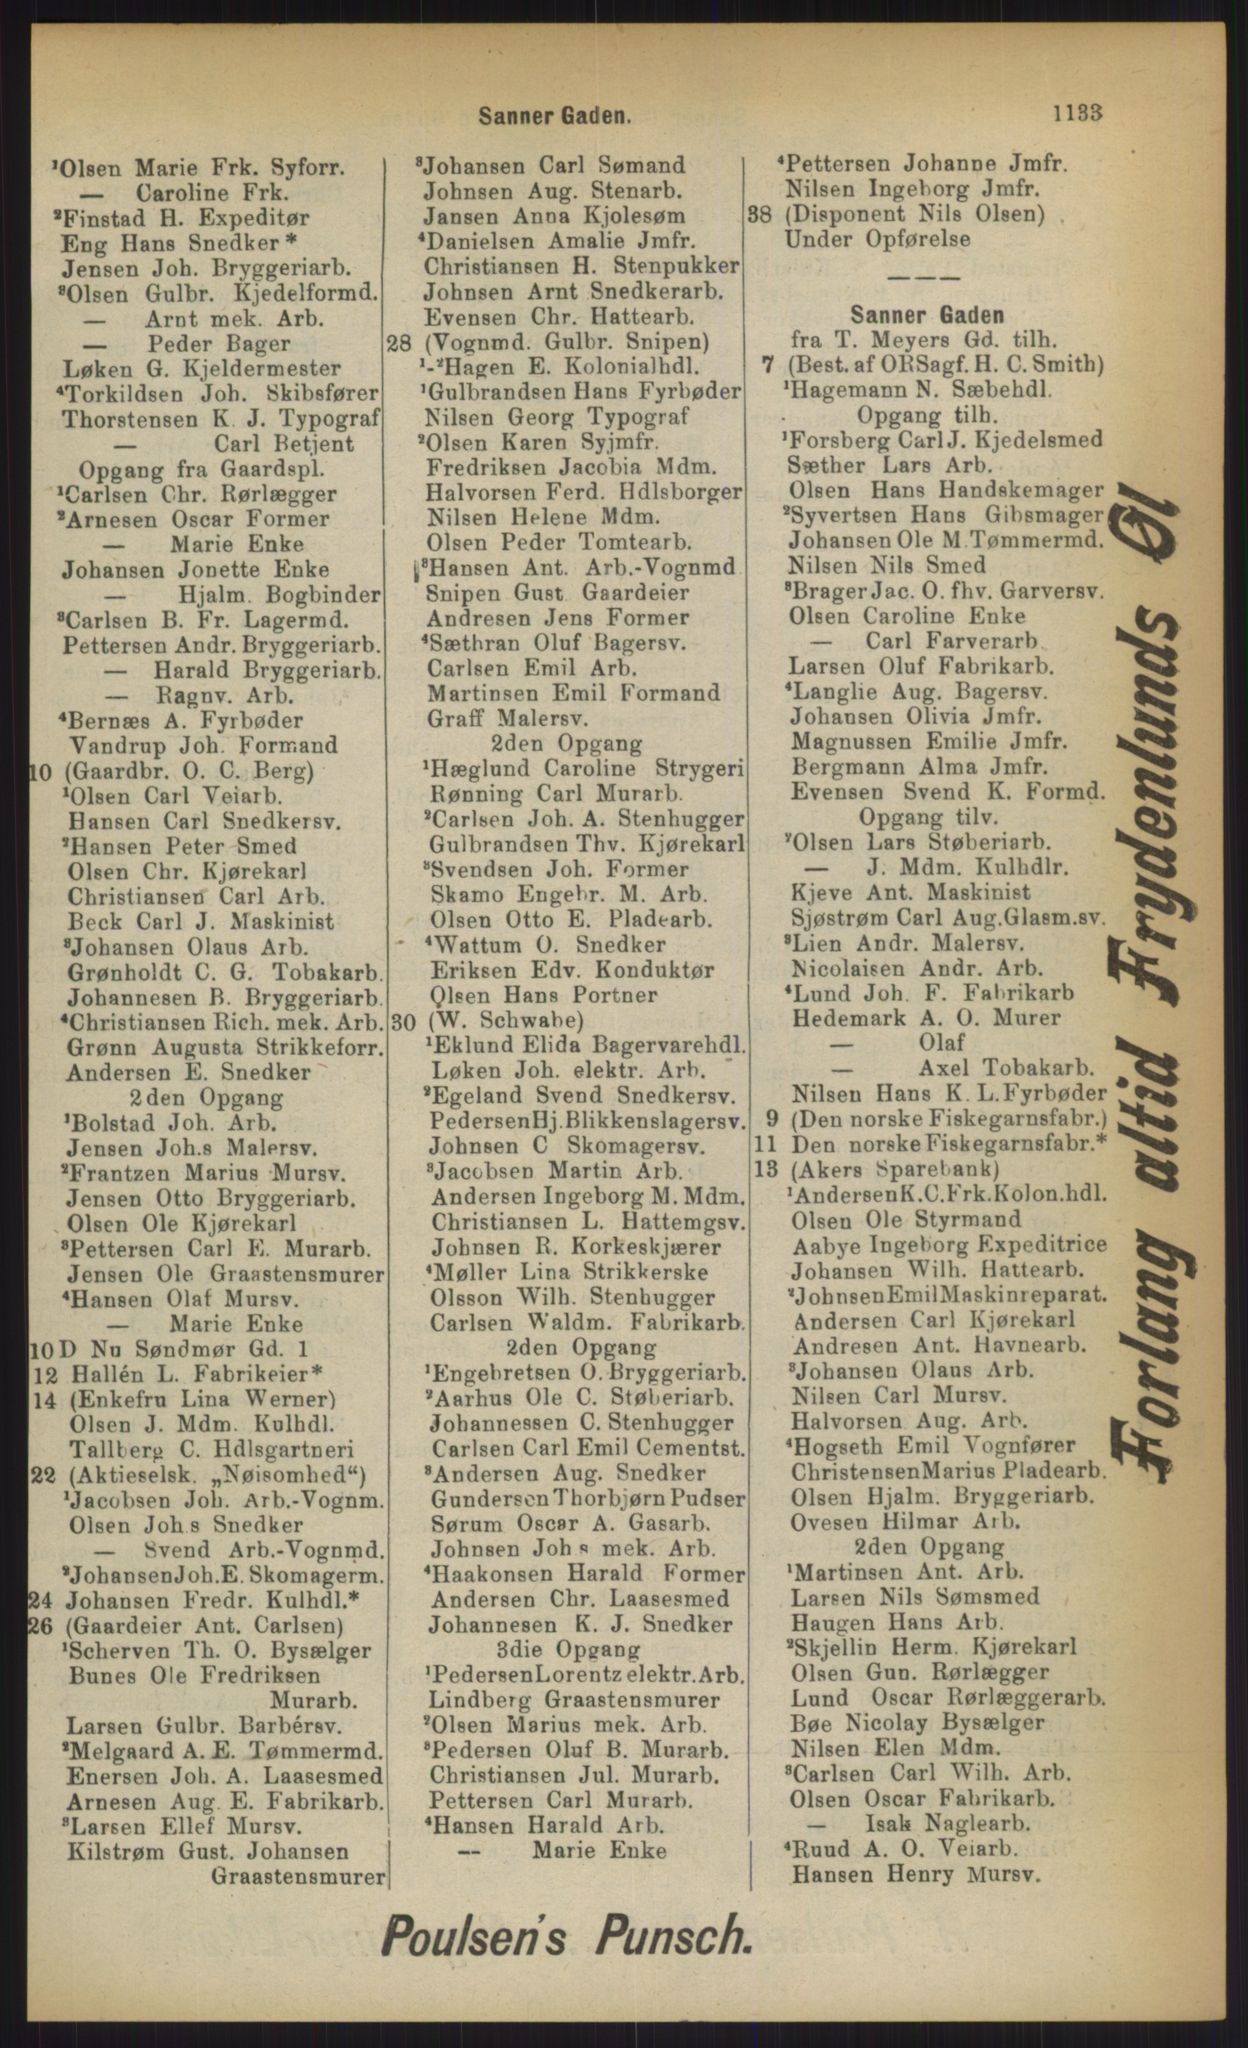 Sanner Gaden.
1133
¹Olsen Marie Frk. Syforr.
— Caroline Frk.
²Finstad H. Expeditør
Eng Hans Snedker*
Jensen Joh. Bryggeriarb.
³Olsen Gulbr. Kjedelformd.
— Arnt mek. Arb.
— Peder Bager
Løken G. Kjeldermester
⁴Torkildsen Joh. Skibsfører
Thorstensen K. J. Typograf
— Carl Betjent
Opgang fra Gaardspl.
¹Carlsen Chr. Rørlægger
²Arnesen Oscar Former
— Marie Enke
Johansen Jonette Enke
— Hjalm. Bogbinder
³Carlsen B. Fr. Lagermd.
Pettersen Andr. Bryggeriarb.
— Harald Bryggeriarb.
— Ragnv. Arb.
⁴Bernæs A. Fyrbøder
Vandrup Joh. Formand
10 (Gaardbr. O. C. Berg)
¹Olsen Carl Veiarb.
Hansen Carl Snedkersv.
²Hansen Peter Smed
Olsen Chr. Kjørekarl
Christiansen Carl Arb.
Beck Carl J. Maskinist
³Johansen Olaus Arb.
Grønholdt C. G. Tobakarb.
Johannesen B. Bryggeriarb.
⁴Christiansen Rich. mek. Arb.
Grønn Augusta Strikkeforr.
Andersen E. Snedker
2den Opgang
¹Bolstad Joh. Arb.
Jensen Joh.s Malersv.
²Frantzen Marius Mursv.
Jensen Otto Bryggeriarb.
Olsen Ole Kjørekarl
³Pettersen Carl E. Murarb.
Jensen Ole Graastensmurer
⁴Hansen Olaf Mursv.
— Marie Enke
10 D Nu Søndmør Gd. 1
12 Hallén L. Fabrikeier*
14 (Enkefru Lina Werner)
Olsen J. Mdm. Kulhdl.
Tallberg C. Hdlsgartneri
22 (Aktieselsk. „Nøisomhed“)
¹Jacobsen Joh. Arb.-Vognm.
Olsen Joh.s Snedker
— Svend Arb.-Vognmd.
²Johansen Joh. E. Skomagerm.
24 Johansen Fredr. Kulhdl.*
26 (Gaardeier Ant. Carlsen)
¹Scherven Th. O. Bysælger
Bunes Ole Fredriksen
Murarb.
Larsen Gulbr. Barbérsv.
²Melgaard A. E. Tømmermd.
Enersen Joh. A. Laasesmed
Arnesen Aug. E. Fabrikarb.
³Larsen Ellef Mursv.
Kilstrøm Gust. Johansen
Graastensmurer
³Johansen Carl Sømand
Johnsen Aug. Stenarb.
Jansen Anna Kjolesøm
⁴Danielsen Amalie Jmfr.
Christiansen H. Stenpukker
Johnsen Arnt Snedkerarb.
Evensen Chr. Hattearb.
28 (Vognmd. Gulbr. Snipen)
¹-²Hagen E. Kolonialhdl.
¹Gulbrandsen Hans Fyrbøder
Nilsen Georg Typograf
²Olsen Karen Syjmfr.
Fredriksen Jacobia Mdm.
Halvorsen Ferd. Hdlsborger
Nilsen Helene Mdm.
Olsen Peder Tomtearb.
³Hansen Ant. Arb.-Vognmd
Snipen Gust. Gaardeier
Andresen Jens Former
⁴Sæthran Oluf Bagersv.
Carlsen Emil Arb.
Martinsen Emil Formand
Graff Malersv.
2den Opgang
¹Hæglund Caroline Strygeri
Rønning Carl Murarb.
²Carlsen Joh. A. Stenhugger
Gulbrandsen Thv. Kjørekarl
³Svendsen Joh. Former
Skamo Engebr. M. Arb.
Olsen Otto E. Pladearb.
⁴Wattum O. Snedker
Eriksen Edv. Konduktør
Olsen Hans Portner
30 (W. Schwabe)
¹Eklund Elida Bagervarehdl.
Løken Joh. elektr. Arb.
²Egeland Svend Snedkersv.
Pedersen Hj. Blikkenslagersv.
Johnsen C Skomagersv.
³Jacobsen Martin Arb.
Andersen Ingeborg M. Mdm.
Christiansen L. Hattemgsv.
Johnsen R. Korkeskjærer
⁴Møller Lina Strikkerske
Olsson Wilh. Stenhugger
Carlsen Waldm. Fabrikarb.
2den Opgang
¹Engebretsen O. Bryggeriarb.
²Aarhus Ole C. Støberiarb.
Johannessen C. Stenhugger
Carlsen Carl Emil Cementst.
³Andersen Aug. Snedker
Gundersen Thorbjørn Pudser
Sørum Oscar A. Gasarb.
Johnsen Joh s mek. Arb.
⁴Haakonsen Harald Former
Andersen Chr. Laasesmed
Johannesen K. J. Snedker
3die Opgang
¹Pedersen Lorentz elektr. Arb.
Lindberg Graastensmurer
²Olsen Marius mek. Arb.
³Pedersen Oluf B. Murarb.
Christiansen Jul. Murarb.
Pettersen Carl Murarb.
⁴Hansen Harald Arb.
— Marie Enke
⁴Pettersen Johanne Jmfr.
Nilsen Ingeborg Jmfr.
38 (Disponent Nils Olsen)
Under Opførelse
Sanner Gaden
fra T. Meyers Gd. tilh.
7 (Best. af ORSagf. H. C. Smith)
¹Hagemann N. Sæbehdl.
Opgang tilh.
¹Forsberg Carl J. Kjedelsmed
Sæther Lars Arb.
Olsen Hans Handskemager
²Syvertsen Hans Gibsmager
Johansen Ole M. Tømmermd.
Nilsen Nils Smed
³Brager Jac. O. fhv. Garversv.
Olsen Caroline Enke
— Carl Farverarb
Larsen Oluf Fabrikarb.
⁴Langlie Aug. Bagersv.
Johansen Olivia Jmfr.
Magnussen Emilie Jmfr.
Bergmann Alma Jmfr.
Evensen Svend K. Formd.
Opgang tilv.
²Olsen Lars Støberiarb.
— J. Mdm. Kulhdlr.
Kjeve Ant. Maskinist
Sjøstrøm Carl Aug. Glasm.sv.
³Lien Andr. Malersv.
Nicolaisen Andr. Arb.
⁴Lund Joh. F. Fabrikarb
Hedemark A. O. Murer
— Olaf
— Axel Tobakarb.
Nilsen Hans K. L. Fyrbøder
9 (Den norske Fiskegarnsfabr.)
11 Den norske Fiskegarnsfabr.*
13 (Akers Sparebank)
¹Andersen K. C. Frk. Kolon.hdl.
Olsen Ole Styrmand
Aabye Ingeborg Expeditrice
Johansen Wilh. Hattearb.
²Johnsen Emil Maskinreparat.
Andersen Carl Kjørekarl
Andresen Ant. Havnearb.
³Johansen Olaus Arb.
Nilsen Carl Mursv.
Halvorsen Aug. Arb.
⁴Hogseth Emil Vognfører
Christensen Marius Pladearb.
Olsen Hjalm. Bryggeriarb.
Ovesen Hilmar Arb.
2den Opgang
¹Martinsen Ant. Arb.
Larsen Nils Sømsmed
Haugen Hans Arb.
²Skjellin Herm. Kjørekarl
Olsen Gun. Rørlægger
Lund Oscar Rørlæggerarb.
Bøe Nicolay Bysælger
Nilsen Elen Mdm.
³Carlsen Carl Wilh. Arb.
Olsen Oscar Fabrikarb.
— Isak Naglearb.
⁴Ruud A. O. Veiarb.
Hansen Henry Mursv.
Forlang altid Frydenlunds Øl
Poulsen's Punsch.